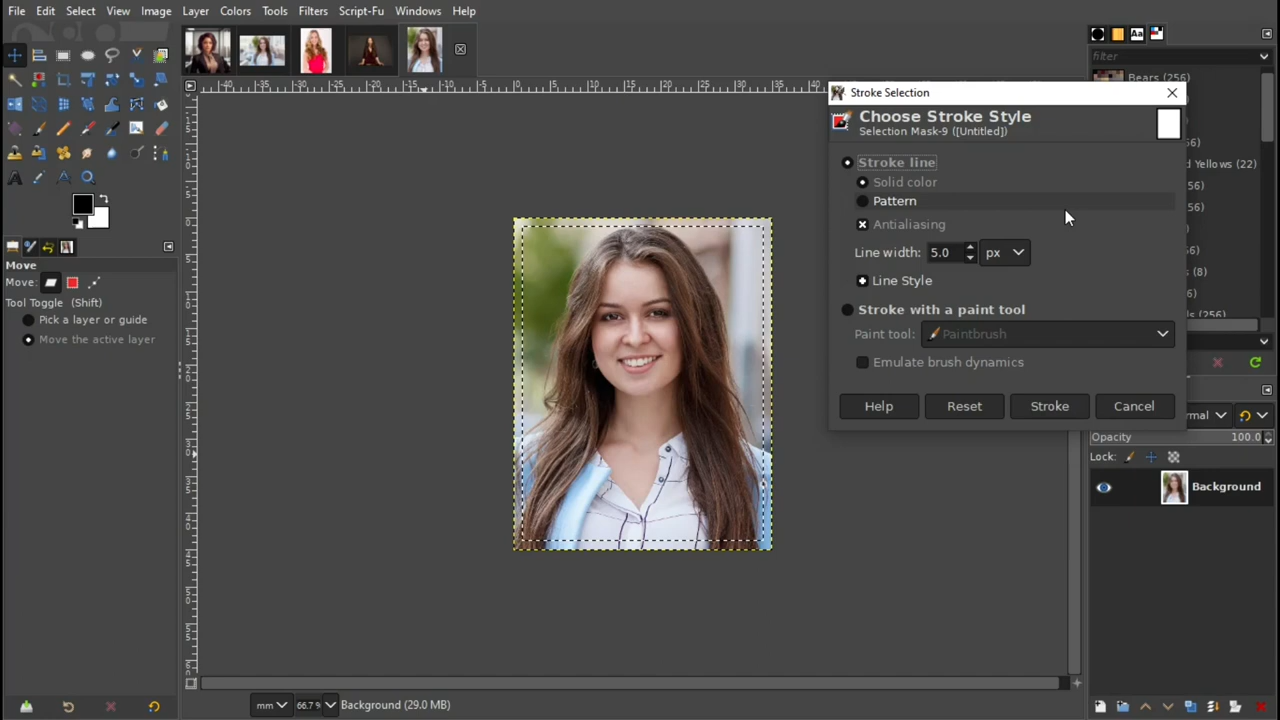 File Edit Select View Image Layer Colors Tools Filters Script-Fu Windows Help
Stroke Selection
Choose Stroke Style
Selection Mask-9 ([Untitled])
Stroke line
Solid color
Pattern
Antialiasing
Line width: 5.0 px
Line Style
Stroke with a paint tool
Paint tool: Paintbrush
Emulate brush dynamics
Help Reset Stroke Cancel
Move
Move:
Tool Toggle (Shift)
Pick a layer or guide
Move the active layer
filter
Bears (256)
d Yellows (22)
Opacity 100.0
Lock:
Background
mm 66.7 % Background (29.0 MB)